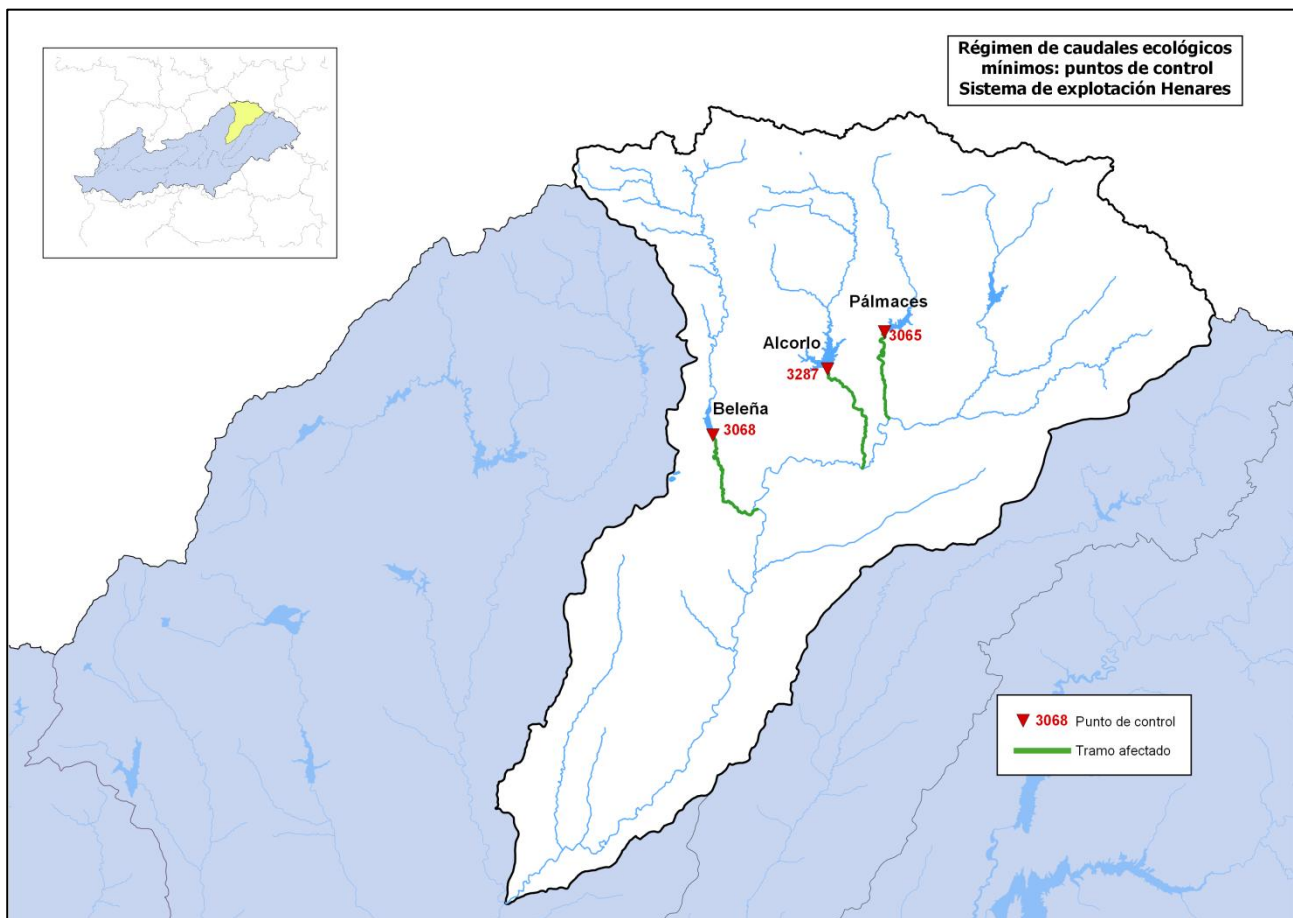 Régimen de caudales ecológicos
mínimos: puntos de control
Sistema de explotación Henares
Pálmaces
3065
Alcorlo
3287
Beleña
3068
3068 Punto de control
Tramo afectado